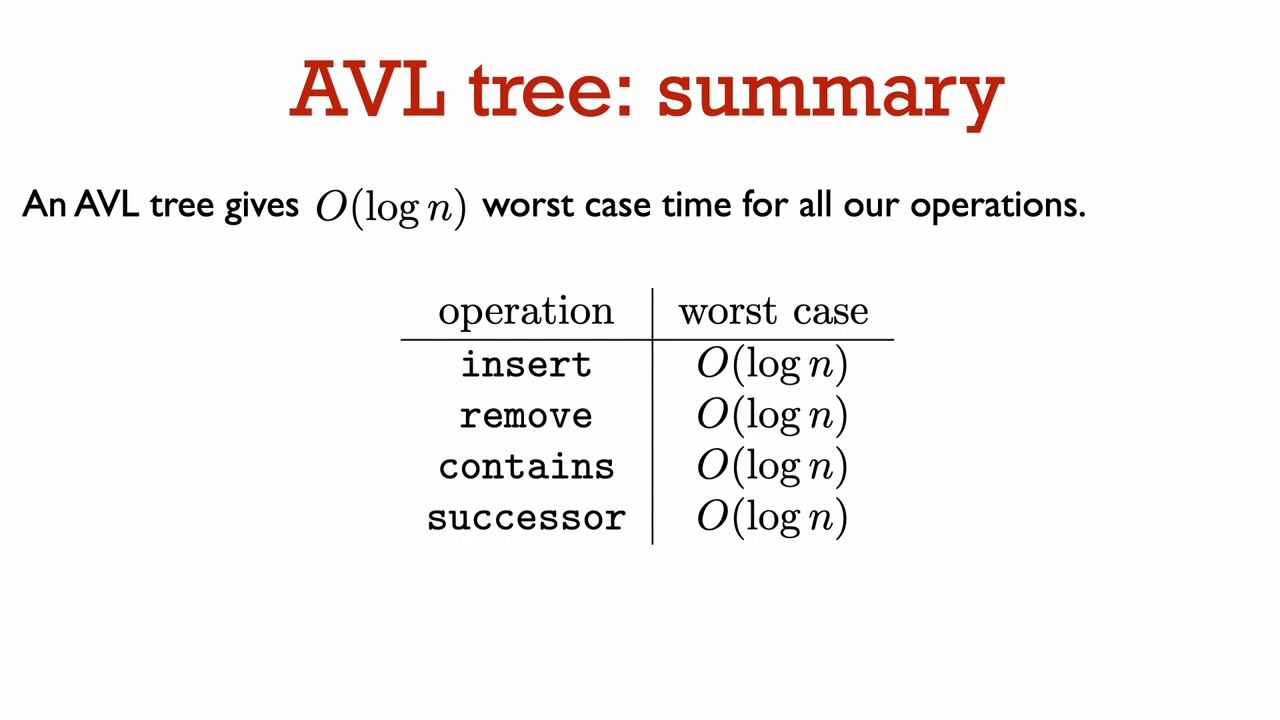 AVL tree: summary
An AVL tree gives O(log n) worst case time for all our operations.
operation worst case
insert O(log n)
remove O(log n)
contains O(log n)
successor O(log n)